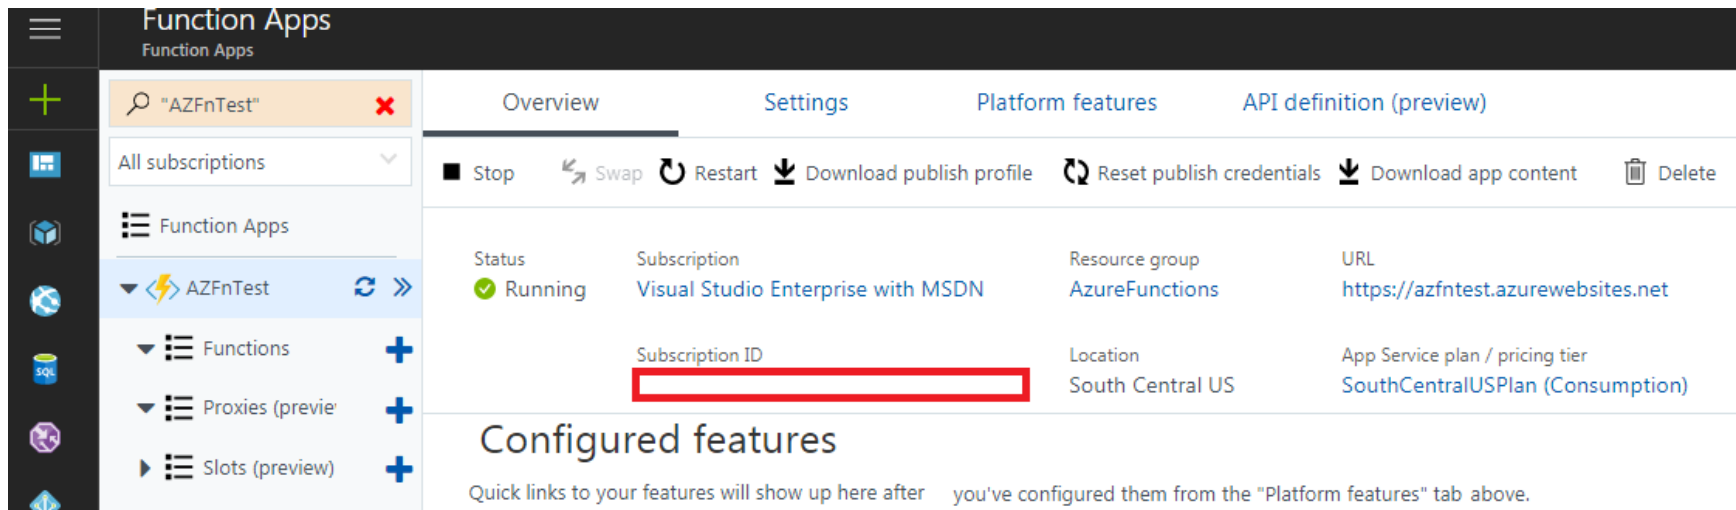 Function Apps
Function Apps
"AZFnTest"
All subscriptions
Function Apps
AZFnTest
Functions
Proxies (previe
Slots (preview)
Overview Settings Platform features API definition (preview)
Stop Swap Restart Download publish profile Reset publish credentials Download app content Delete
Status Subscription Resource group URL
Running Visual Studio Enterprise with MSDN AzureFunctions https://azfntest.azurewebsites.net
Subscription ID Location App Service plan / pricing tier
South Central US SouthCentralUSPlan (Consumption)
Configured features
Quick links to your features will show up here after you've configured them from the "Platform features" tab above.
SQL